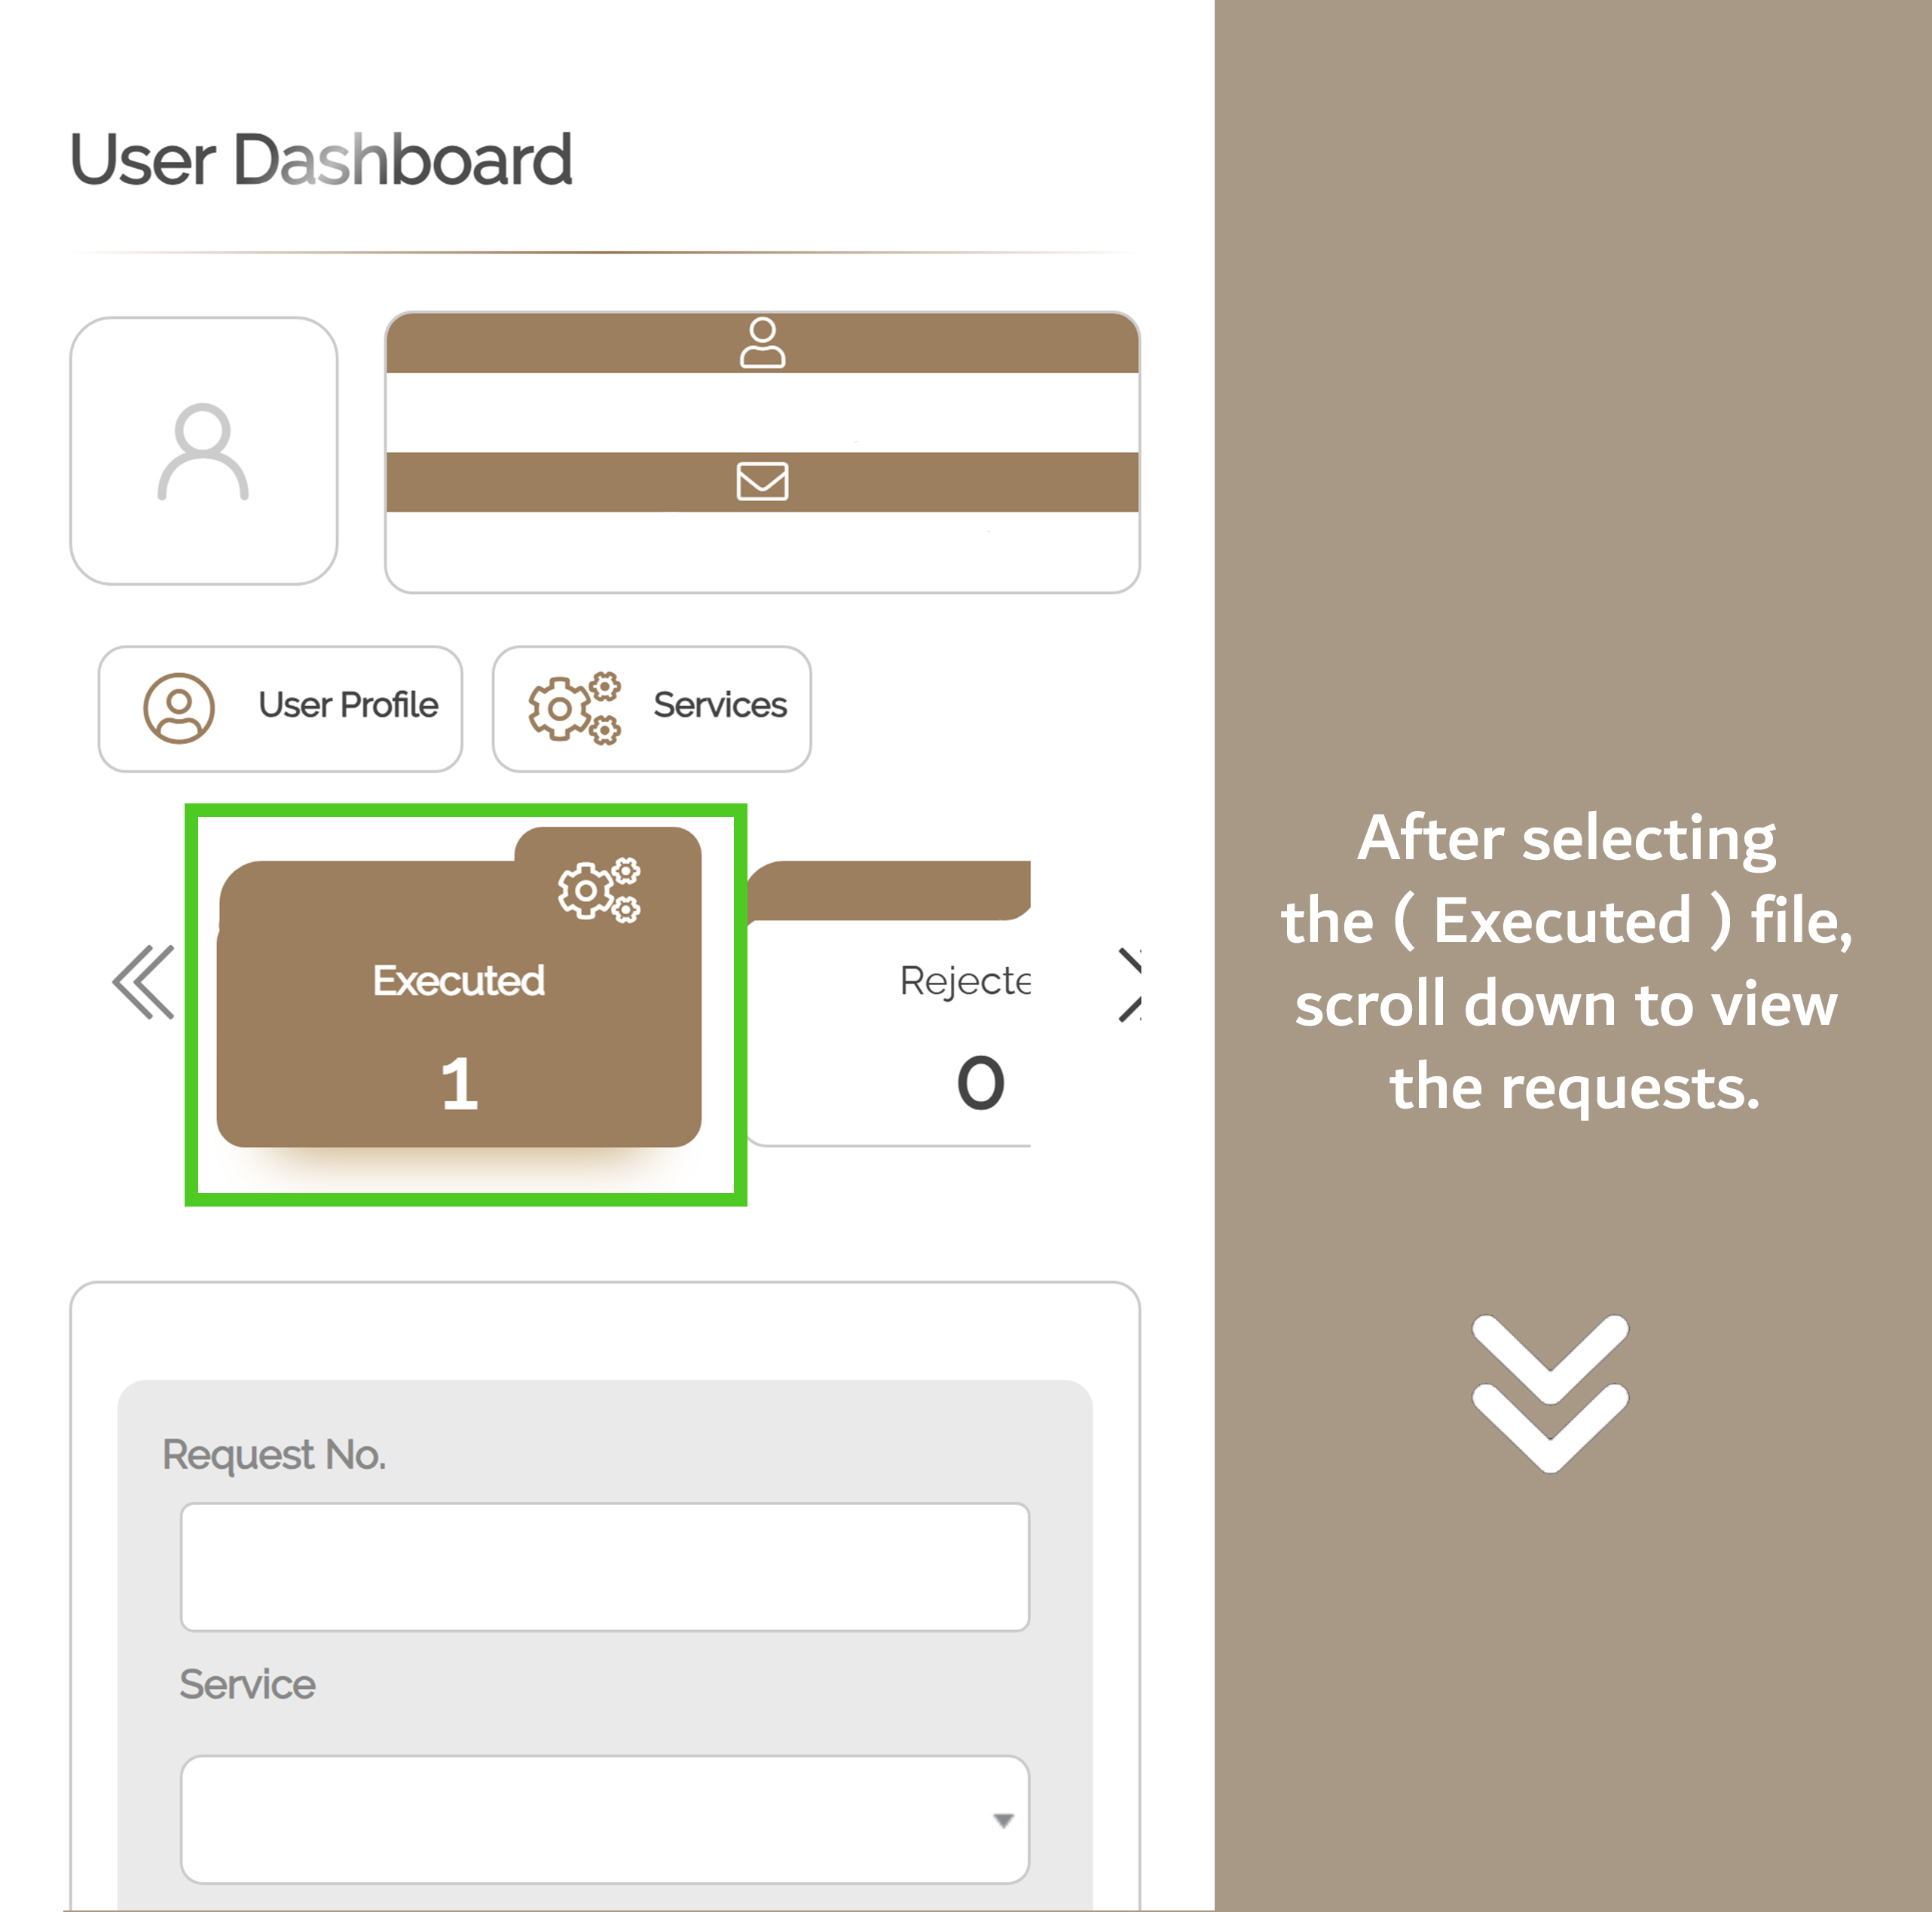 User Dashboard
User Profile
Services
Executed
1
Rejecte
0
Request No.
Service
After selecting
the ( Executed ) file,
scroll down to view
the requests.